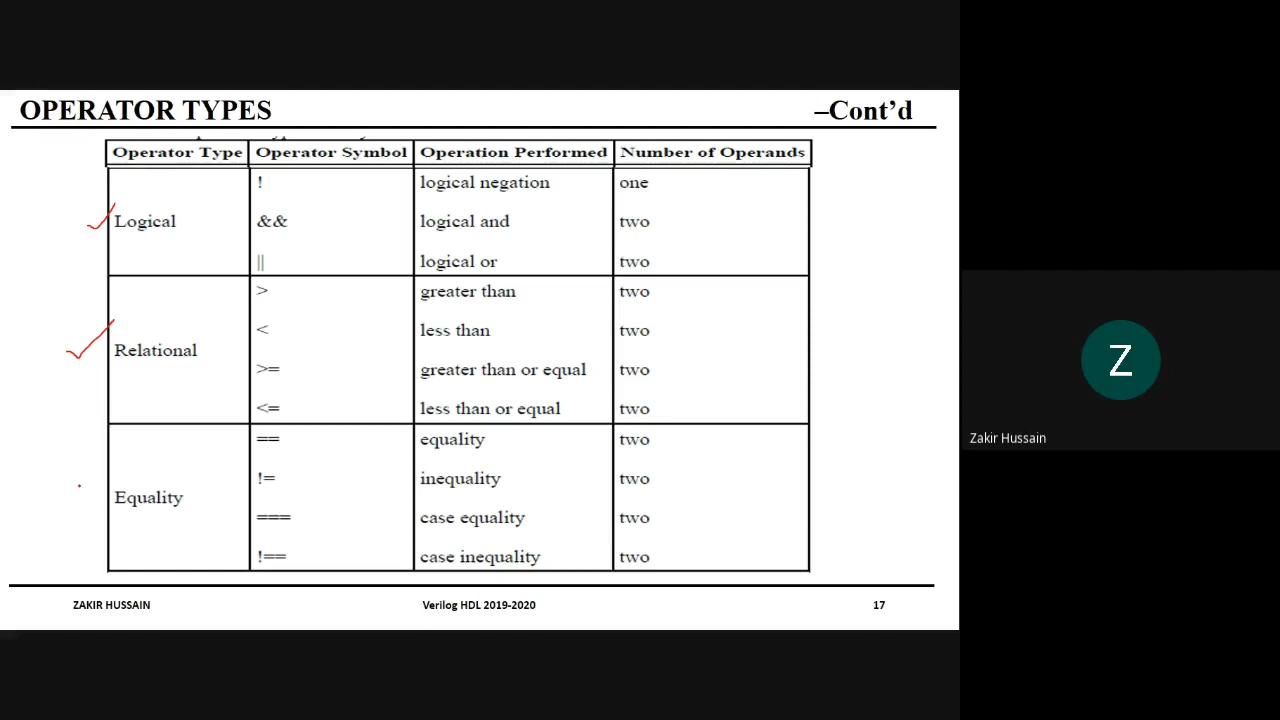 OPERATOR TYPES –Cont’d
Operator Type Operator Symbol Operation Performed Number of Operands
! logical negation one
Logical && logical and two
|| logical or two
> greater than two
< less than two
Relational
>= greater than or equal two
<= less than or equal two
== equality two
!= inequality two
Equality
=== case equality two
!== case inequality two
ZAKIR HUSSAIN Verilog HDL 2019-2020 17
Z
Zakir Hussain